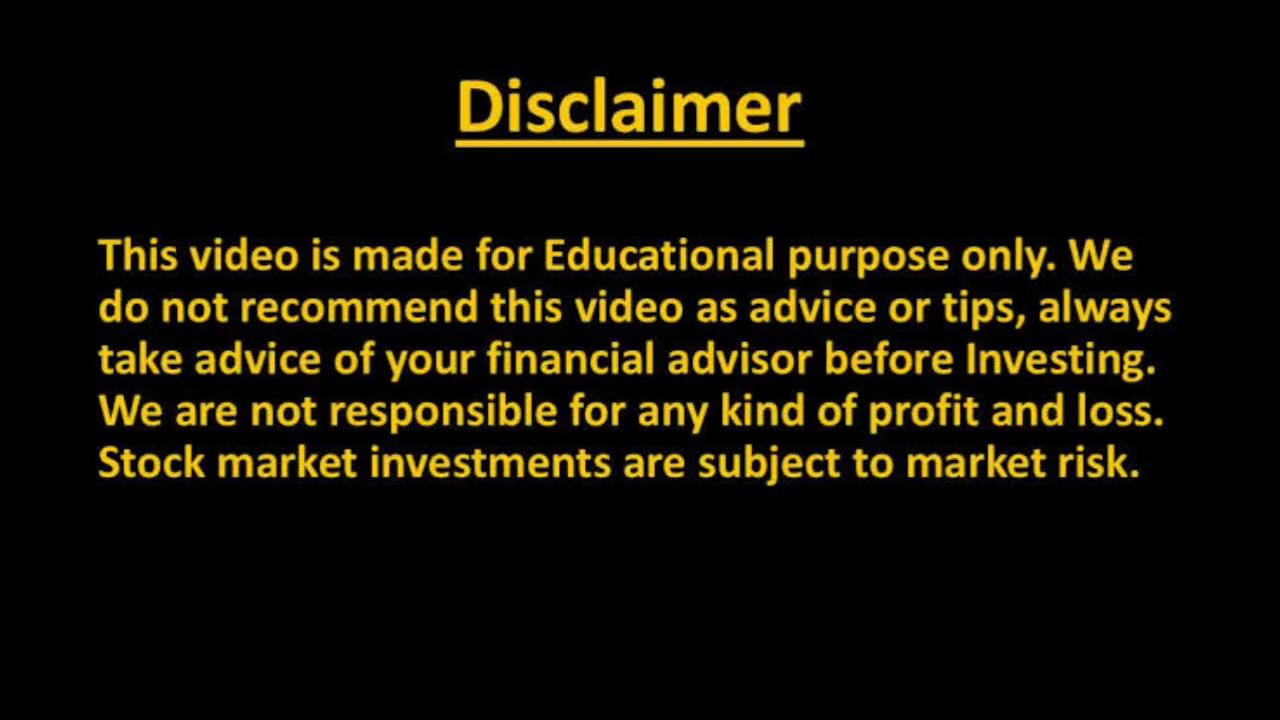 Disclaimer
This video is made for Educational purpose only. We
do not recommend this video as advice or tips, always
take advice of your financial advisor before Investing.
We are not responsible for any kind of profit and loss.
Stock market investments are subject to market risk.